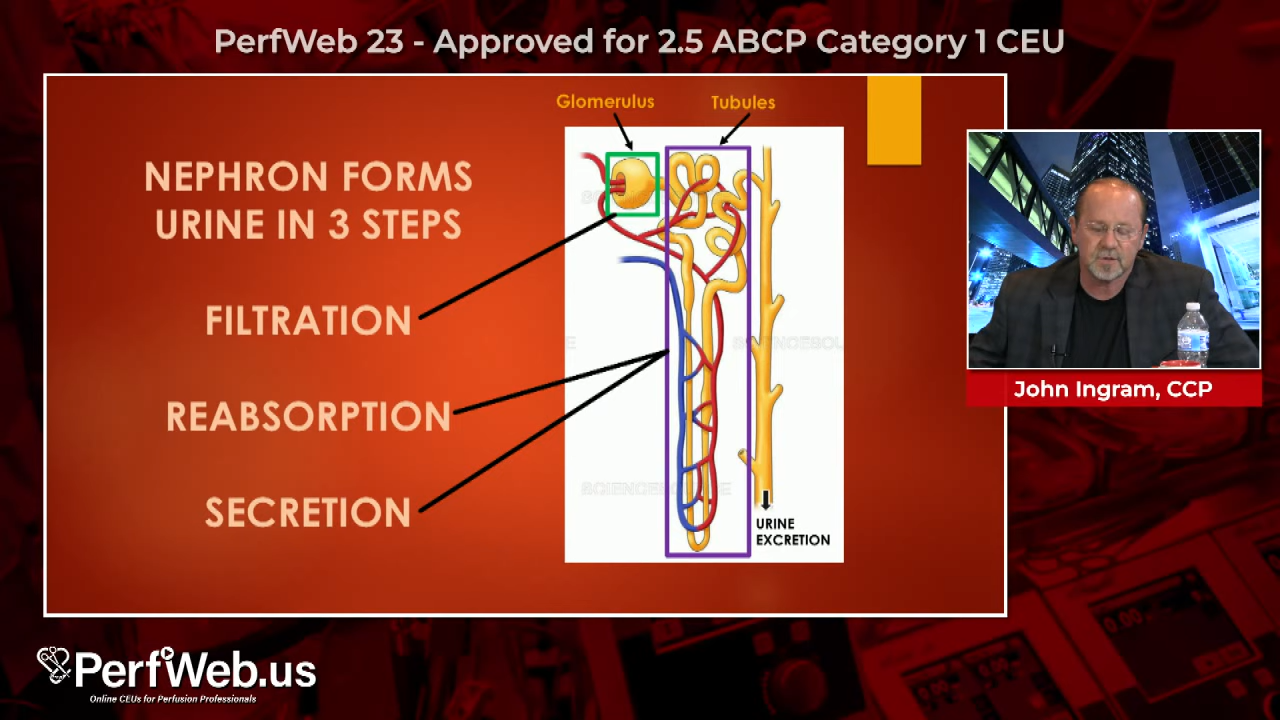 PerfWeb 23 - Approved for 2.5 ABCP Category 1 CEU
Glomerulus
Tubules
NEPHRON FORMS
URINE IN 3 STEPS
FILTRATION
REABSORPTION
SECRETION
URINE
EXCRETION
John Ingram, CCP
PerfWeb.us
Online CEUs for Perfusion Professionals